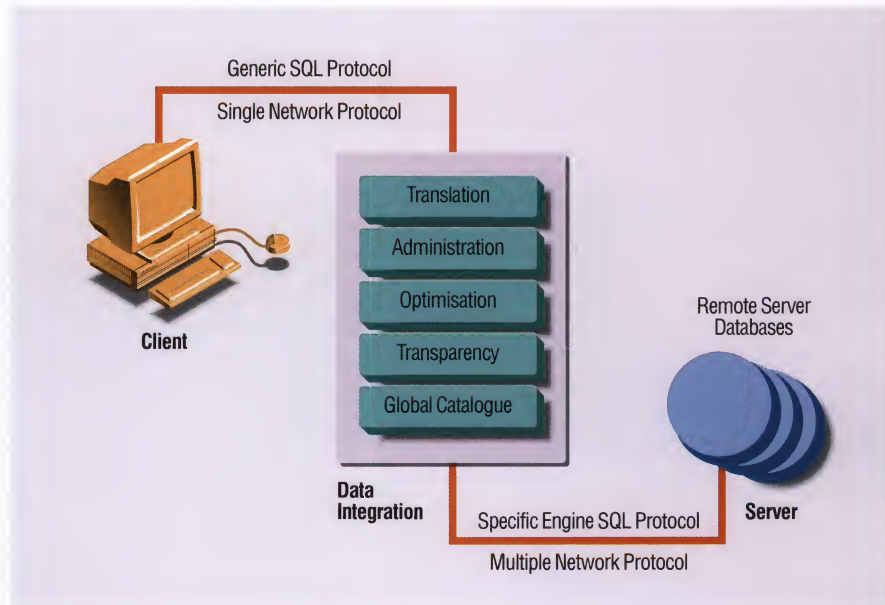 Generic SQL Protocol
Single Network Protocol
Translation
Administration
Optimisation
Transparency
Global Catalogue
Client
Remote Server
Databases
Data
Integration
Specific Engine SQL Protocol
Multiple Network Protocol
Server